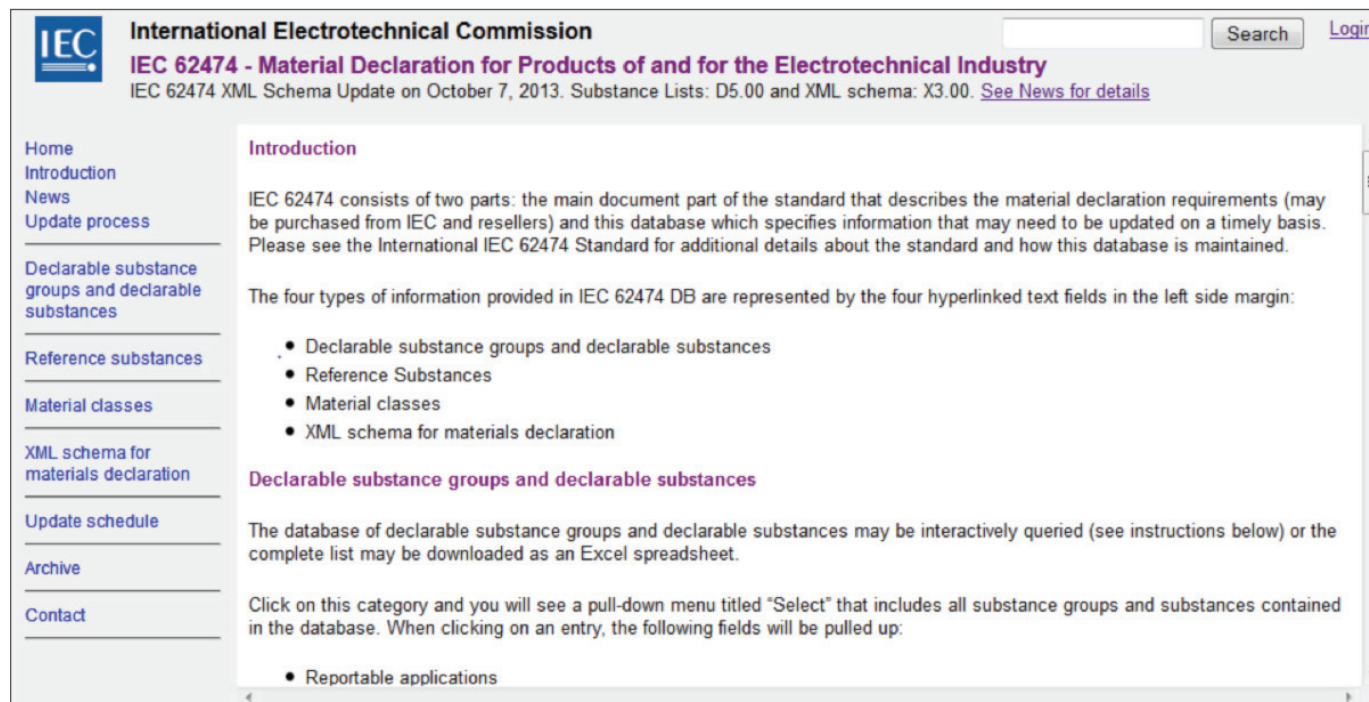 IEC
International Electrotechnical Commission
Search
Login
IEC 62474 - Material Declaration for Products of and for the Electrotechnical Industry
IEC 62474 XML Schema Update on October 7, 2013. Substance Lists: D5.00 and XML schema: X3.00. See News for details
Home
Introduction
News
Update process
Declarable substance
groups and declarable
substances
Reference substances
Material classes
XML schema for
materials declaration
Update schedule
Archive
Contact
Introduction
IEC 62474 consists of two parts: the main document part of the standard that describes the material declaration requirements (may
be purchased from IEC and resellers) and this database which specifies information that may need to be updated on a timely basis.
Please see the International IEC 62474 Standard for additional details about the standard and how this database is maintained.
The four types of information provided in IEC 62474 DB are represented by the four hyperlinked text fields in the left side margin:
• Declarable substance groups and declarable substances
• Reference Substances
• Material classes
• XML schema for materials declaration
Declarable substance groups and declarable substances
The database of declarable substance groups and declarable substances may be interactively queried (see instructions below) or the
complete list may be downloaded as an Excel spreadsheet.
Click on this category and you will see a pull-down menu titled “Select” that includes all substance groups and substances contained
in the database. When clicking on an entry, the following fields will be pulled up:
• Reportable applications